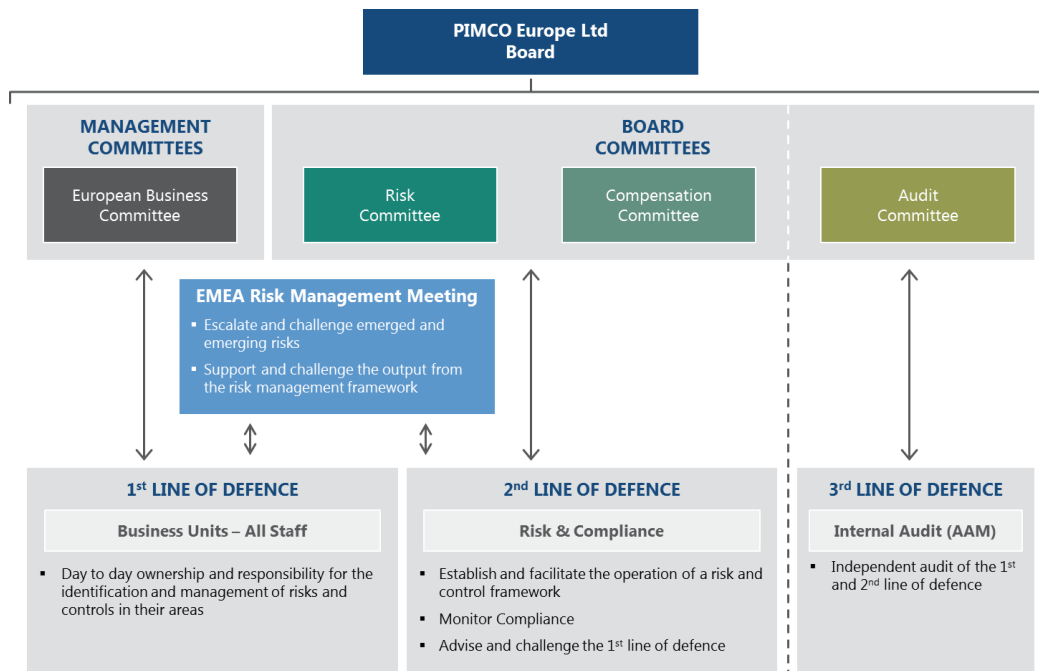 PIMCO Europe Ltd
Board
MANAGEMENT
COMMITTEES
European Business
Committee
BOARD
COMMITTEES
Risk
Committee
Compensation
Committee
Audit
Committee
EMEA Risk Management Meeting
▪ Escalate and challenge emerged and
emerging risks
▪ Support and challenge the output from
the risk management framework
1st LINE OF DEFENCE
Business Units – All Staff
▪ Day to day ownership and responsibility for the
identification and management of risks and
controls in their areas
2nd LINE OF DEFENCE
Risk & Compliance
▪ Establish and facilitate the operation of a risk and
control framework
▪ Monitor Compliance
▪ Advise and challenge the 1st line of defence
3rd LINE OF DEFENCE
Internal Audit (AAM)
▪ Independent audit of the 1st
and 2nd line of defence